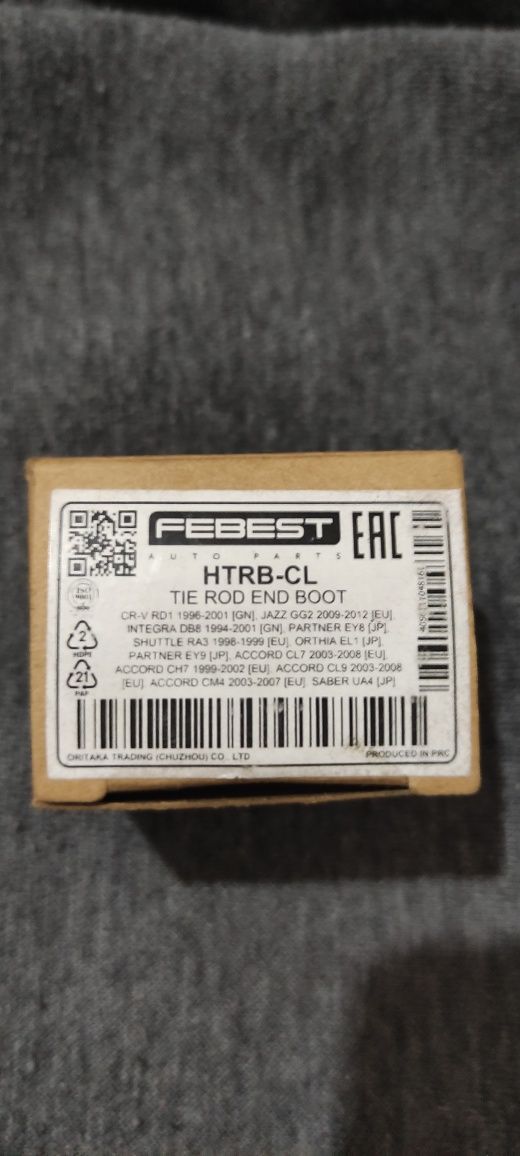 FEBEST
AUTO PARTS
EAC
HTRB-CL
TIE ROD END BOOT
ISO
9001
CR-V RD1 1996-2001 [GN], JAZZ GG2 2009-2012 [EU],
INTEGRA DB8 1994-2001 [GN], PARTNER EY8 [JP],
SHUTTLE RA3 1998-1999 [EU], ORTHIA EL1 [JP],
PARTNER EY9 [JP], ACCORD CL7 2003-2008 [EU],
ACCORD CH7 1999-2002 [EU], ACCORD CL9 2003-2008
[EU], ACCORD CM4 2003-2007 [EU], SABER UA4 [JP]
2
HDPE
21
PAP
ORITAKA TRADING (CHUZHOU) CO., LTD
PRODUCED IN PRC